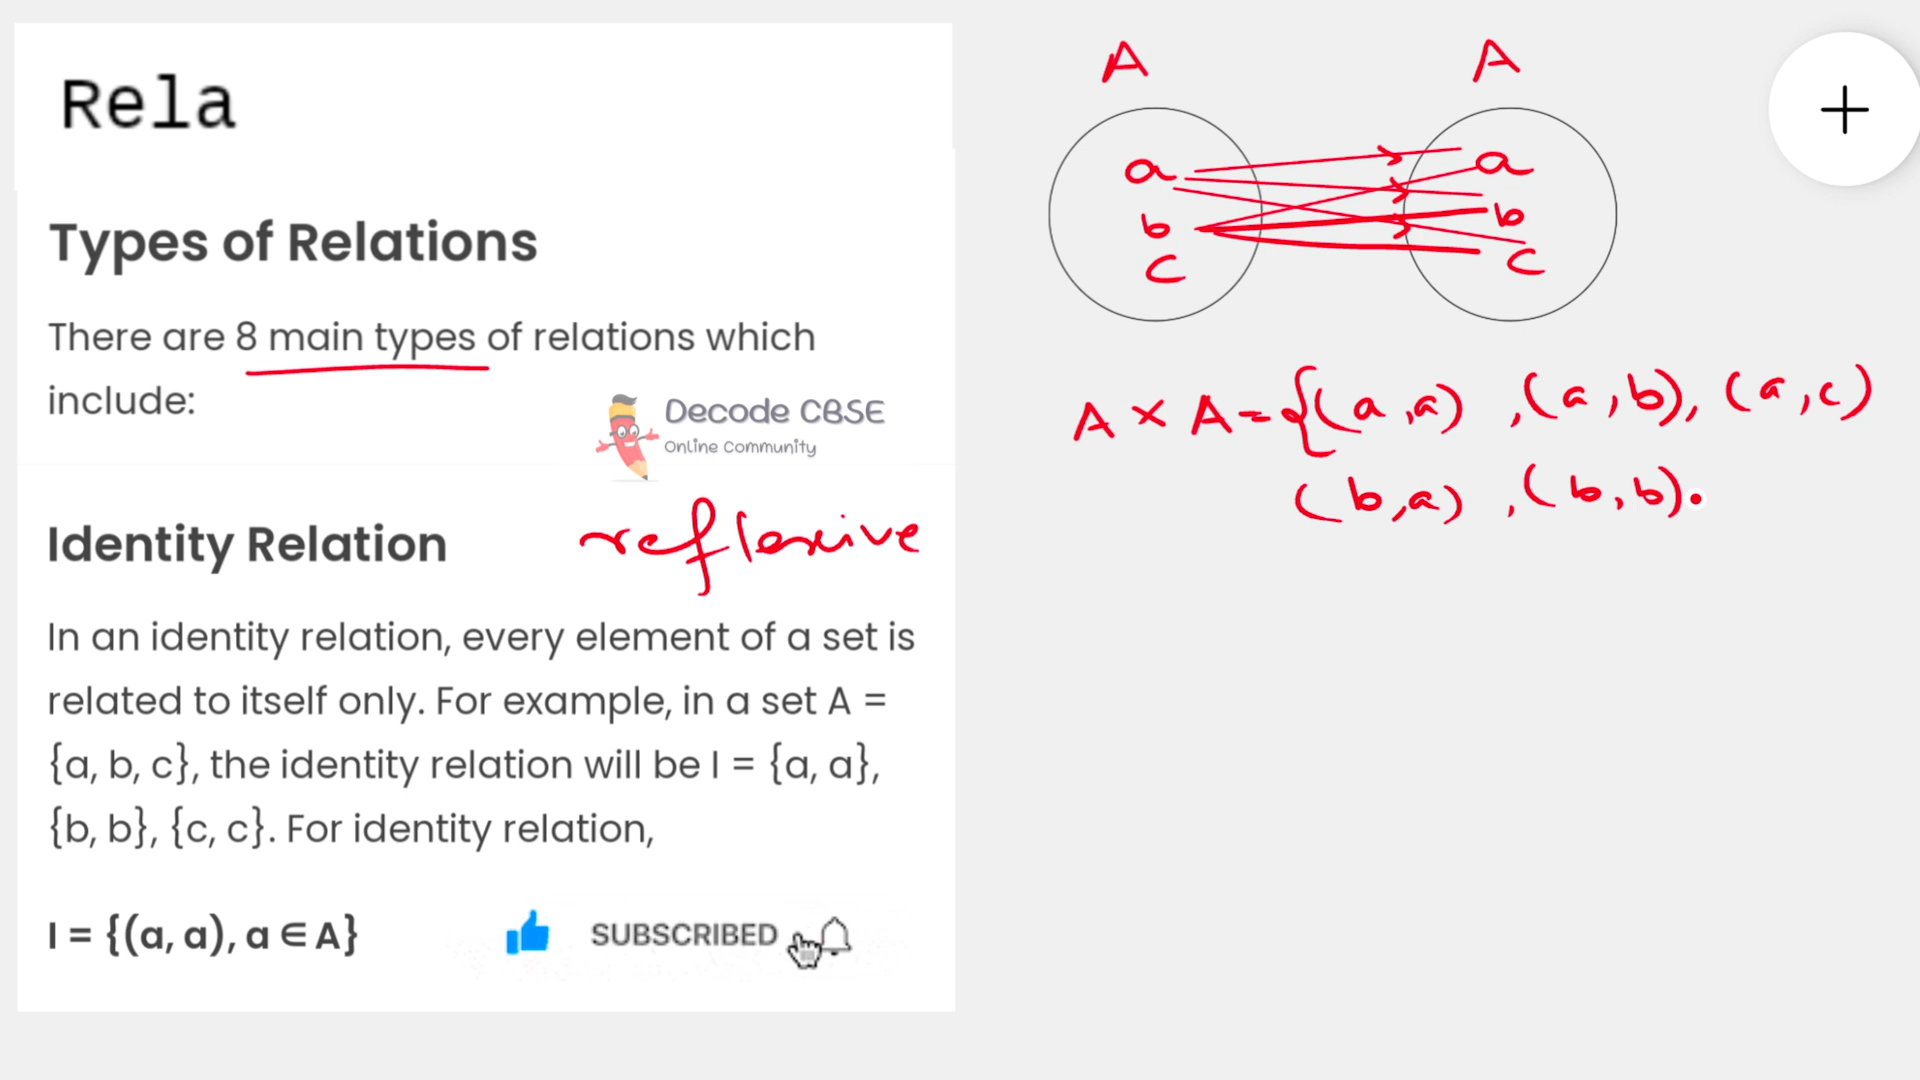 Rela
Types of Relations
There are 8 main types of relations which
include:
Decode CBSE
Online Community
Identity Relation
reflexive
In an identity relation, every element of a set is
related to itself only. For example, in a set A =
{a, b, c}, the identity relation will be I = {a, a},
{b, b}, {c, c}. For identity relation,
I = {(a, a), a ∈ A}
SUBSCRIBED
A A
a a
b b
c c
A × A = {(a,a) ,(a,b), (a,c)
(b,a) ,(b,b).